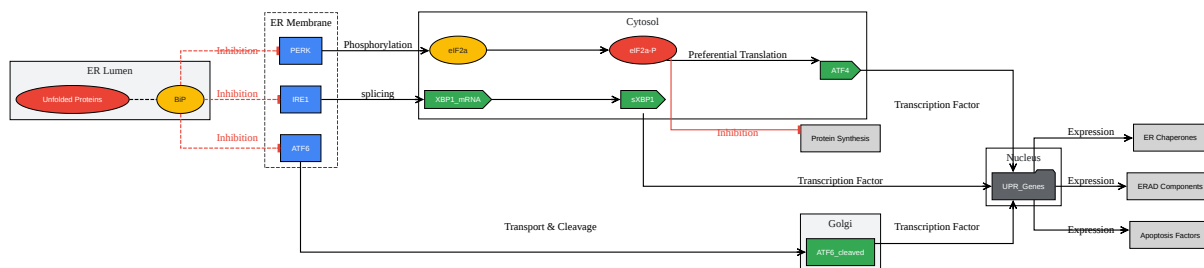 ER Membrane
Cytosol
PERK
Phosphorylation
eIF2a
eIF2a-P
Inhibition
Preferential Translation
ER Lumen
ATF4
Unfolded Proteins
BiP
Inhibition
IRE1
splicing
XBP1_mRNA
sXBP1
Transcription Factor
Inhibition
ATF6
Inhibition
Protein Synthesis
Expression
ER Chaperones
Nucleus
Transcription Factor
UPR_Genes
Expression
ERAD Components
Golgi
Transport & Cleavage
Transcription Factor
Expression
Apoptosis Factors
ATF6_cleaved